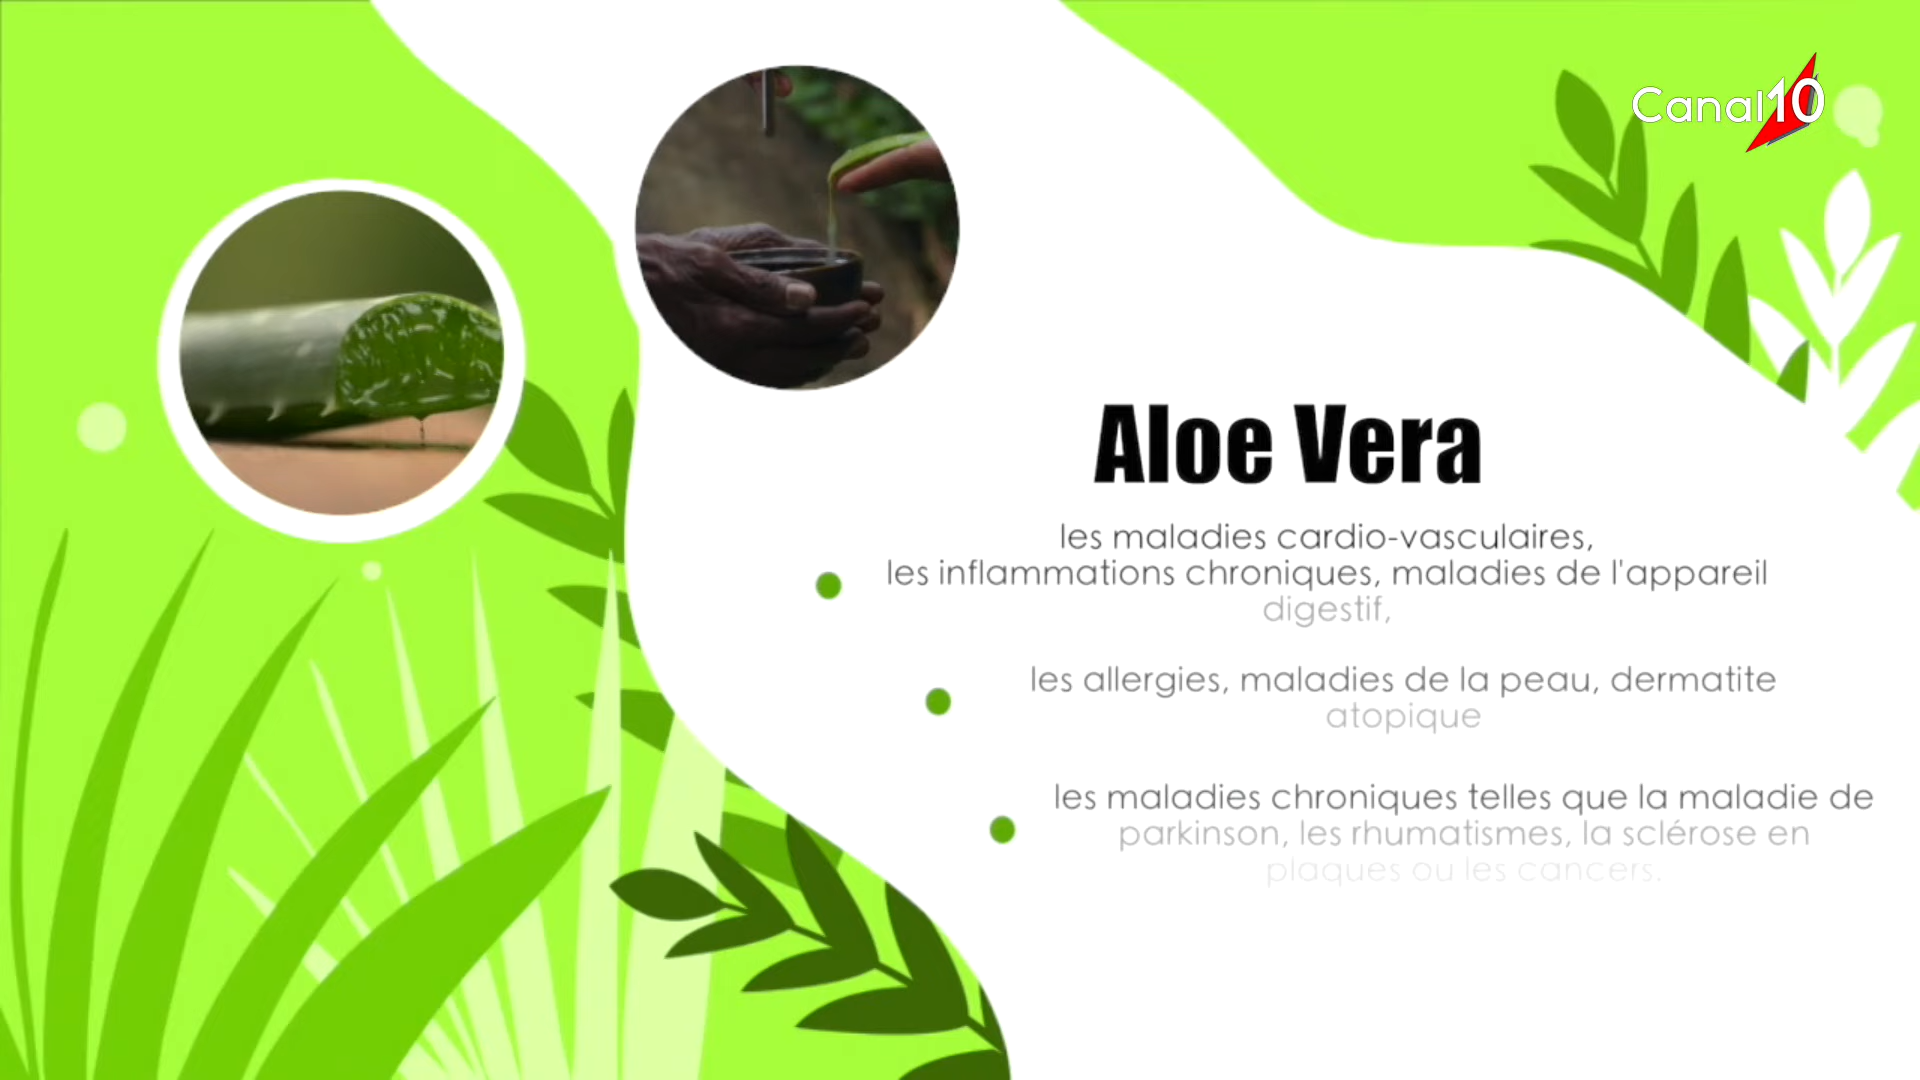 Canal10
Aloe Vera
les maladies cardio-vasculaires,
les inflammations chroniques, maladies de l'appareil
digestif,
les allergies, maladies de la peau, dermatite
atopique
les maladies chroniques telles que la maladie de
parkinson, les rhumatismes, la sclérose en
plaques ou les cancers.